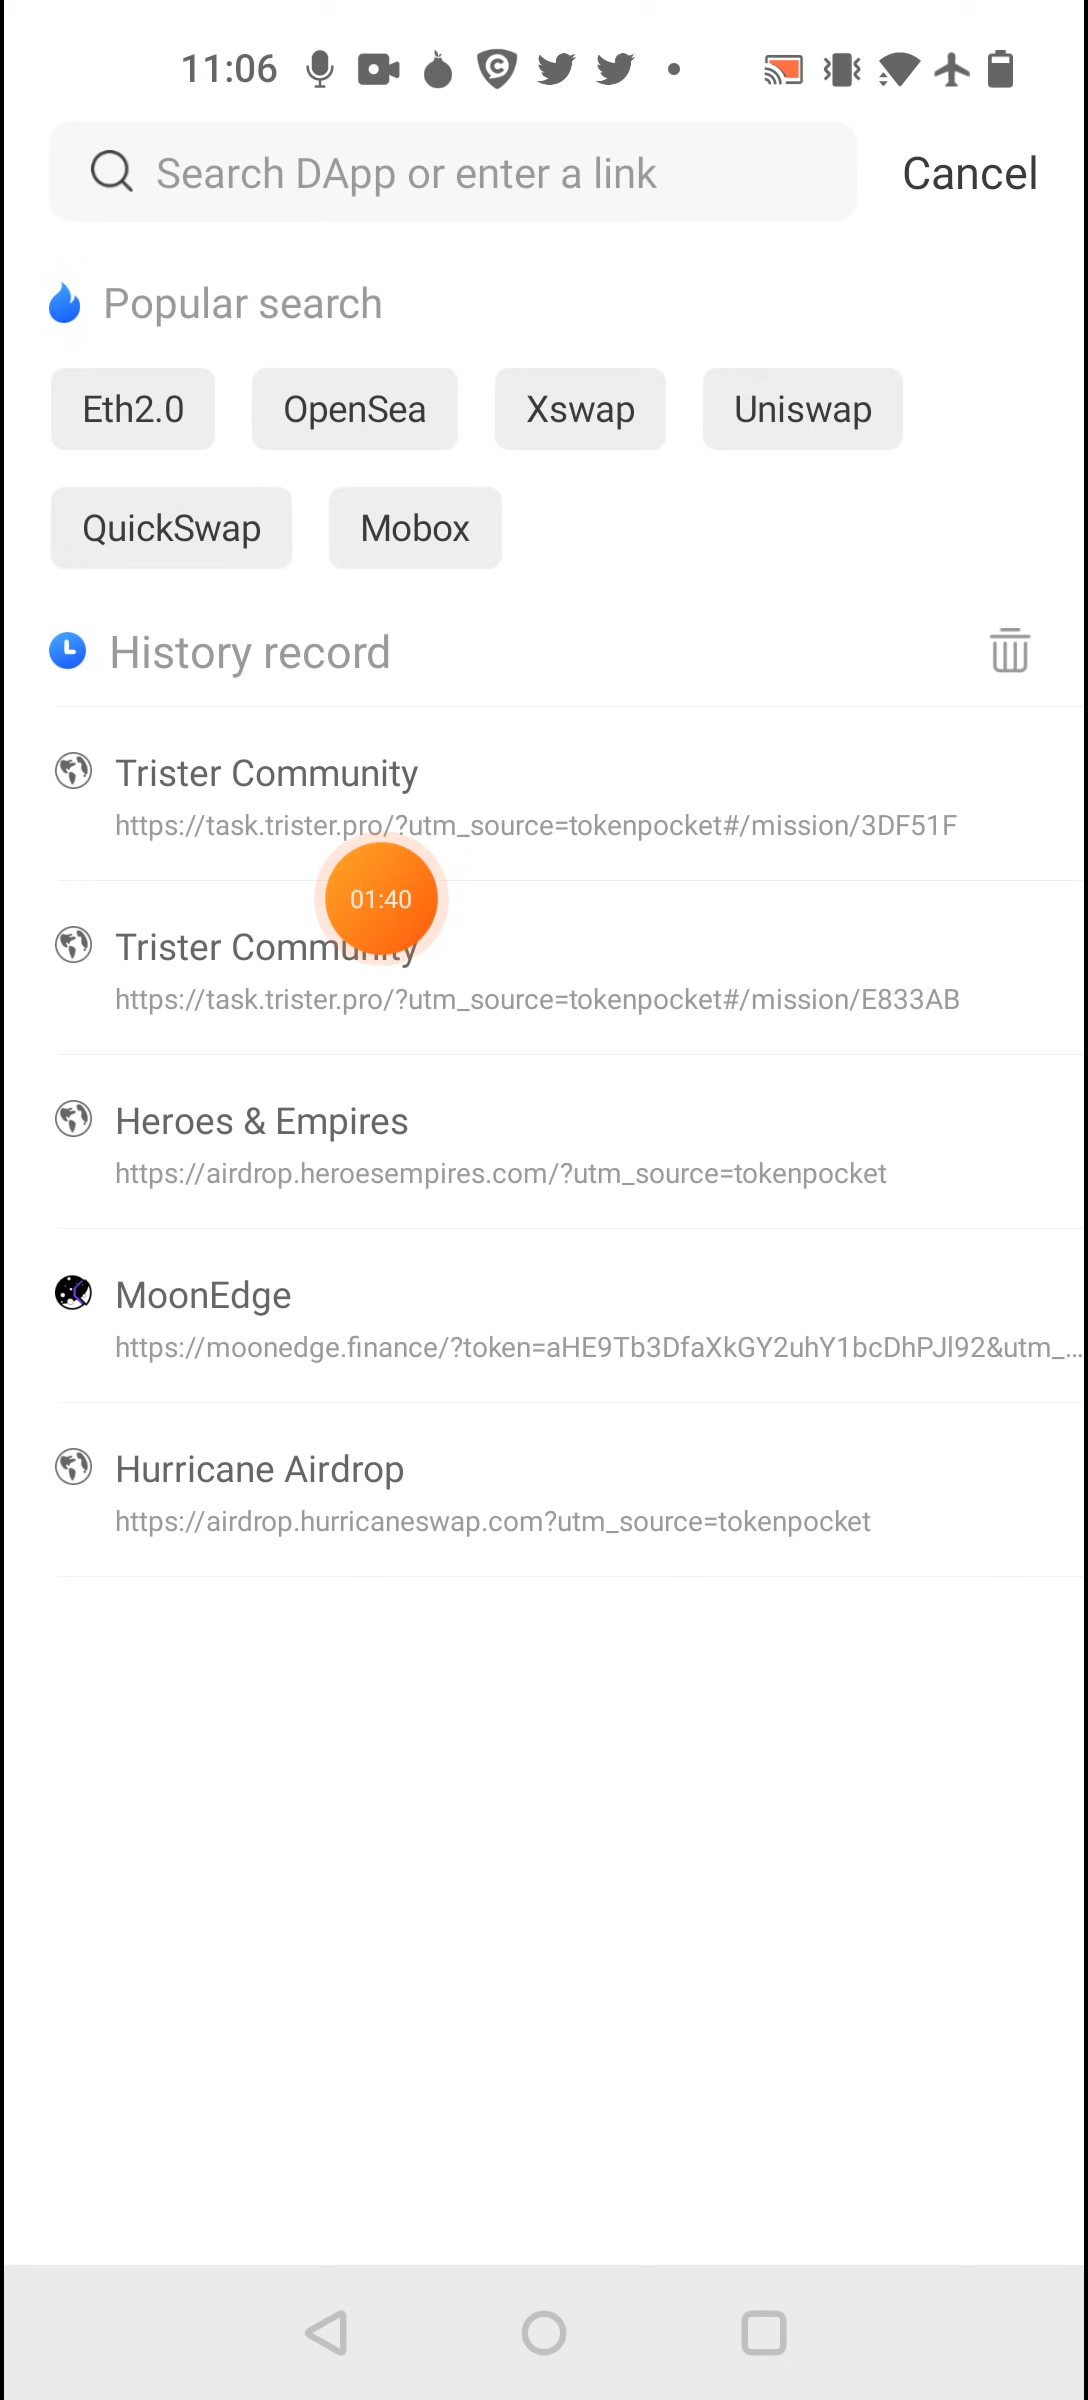 11:06
Search DApp or enter a link
Cancel
Popular search
Eth2.0
OpenSea
Xswap
Uniswap
QuickSwap
Mobox
History record
Trister Community
https://task.trister.pro/?utm_source=tokenpocket#/mission/3DF51F
01:40
Trister Community
https://task.trister.pro/?utm_source=tokenpocket#/mission/E833AB
Heroes & Empires
https://airdrop.heroesempires.com/?utm_source=tokenpocket
MoonEdge
https://moonedge.finance/?token=aHE9Tb3DfaXkGY2uhY1bcDhPJl92&utm_...
Hurricane Airdrop
https://airdrop.hurricaneswap.com?utm_source=tokenpocket